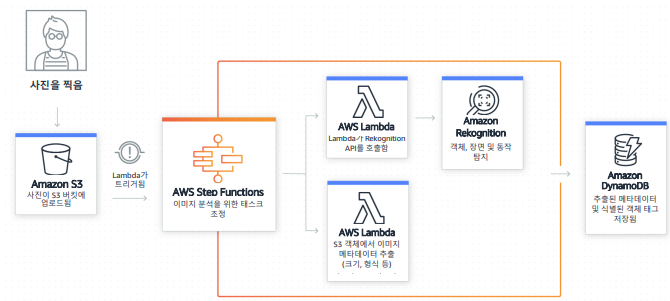 사진을 찍음
Amazon S3
사진이 S3 버킷에
업로드됨
Lambda가
트리거됨
AWS Step Functions
이미지 분석을 위한 태스크
조정
AWS Lambda
Lambda가 Rekognition
API를 호출함
Amazon
Rekognition
객체, 장면 및 동작
탐지
AWS Lambda
S3 객체에서 이미지
메타데이터 추출
(크기, 형식 등)
Amazon
DynamoDB
추출된 메타데이터
및 식별된 객체 태그
저장됨